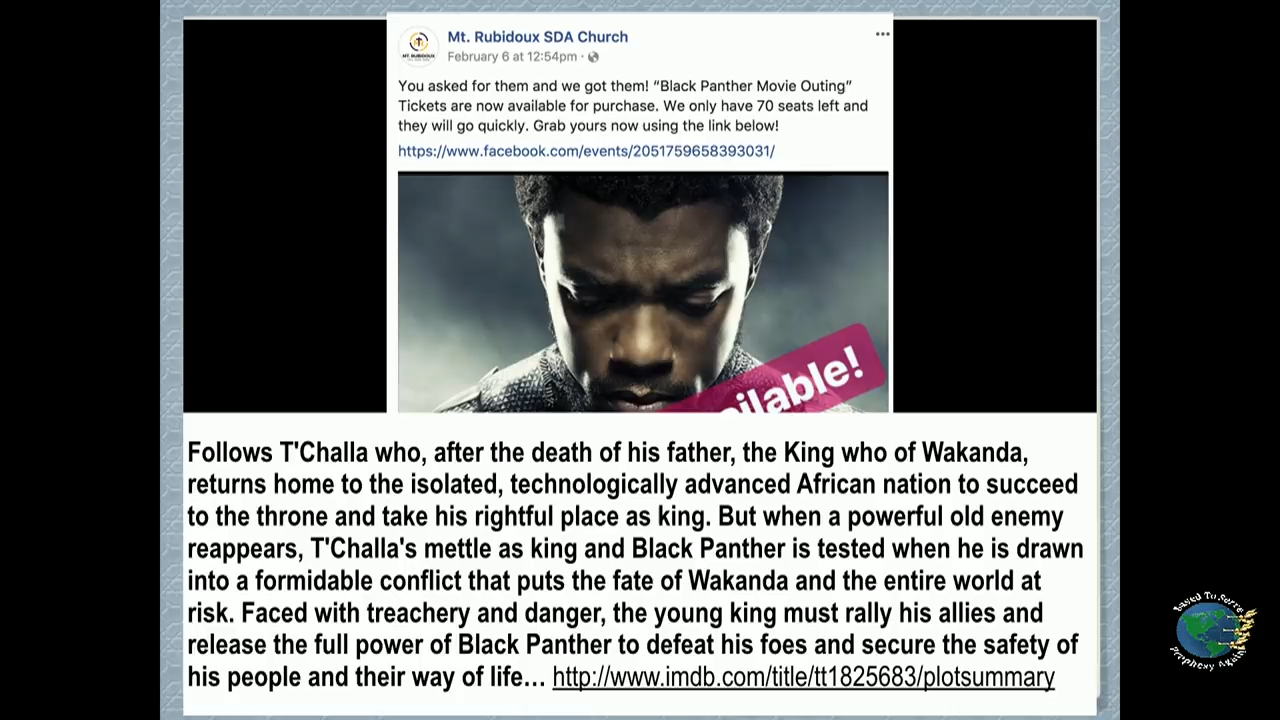 Mt. Rubidoux SDA Church
February 6 at 12:54pm ·
MT. RUBIDOUX
You asked for them and we got them! “Black Panther Movie Outing”
Tickets are now available for purchase. We only have 70 seats left and
they will go quickly. Grab yours now using the link below!
https://www.facebook.com/events/2051759658393031/
ailable!
Follows T'Challa who, after the death of his father, the King who of Wakanda,
returns home to the isolated, technologically advanced African nation to succeed
to the throne and take his rightful place as king. But when a powerful old enemy
reappears, T'Challa's mettle as king and Black Panther is tested when he is drawn
into a formidable conflict that puts the fate of Wakanda and the entire world at
risk. Faced with treachery and danger, the young king must rally his allies and
release the full power of Black Panther to defeat his foes and secure the safety of
his people and their way of life... http://www.imdb.com/title/tt1825683/plotsummary
Saved To Serve
Prophecy